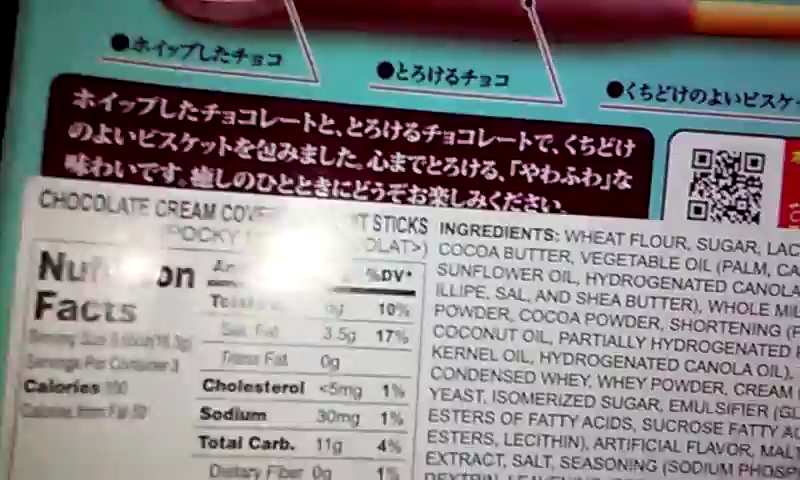 ●ホイップしたチョコ
●とろけるチョコ
●くちどけのよいビスケ
ホイップしたチョコレートと、とろけるチョコレートで、くちどけ
のよいビスケットを包みました。心までとろける、「やわふわ」な
味わいです。癒しのひとときにどうぞお楽しみください。
CHOCOLATE CREAM STICKS
POCKY
Nutrition
Facts
Servings Per Container 3
Calories
Calories from Fat
%DV*
10%
Sat. Fat 3.5g 17%
Trans Fat 0g
Cholesterol <5mg 1%
Sodium 30mg 1%
Total Carb. 11g 4%
Dietary Fiber 0g 1%
INGREDIENTS: WHEAT FLOUR, SUGAR, LAC
COCOA BUTTER, VEGETABLE OIL (PALM, CA
SUNFLOWER OIL, HYDROGENATED CANOLA
ILLIPE, SAL, AND SHEA BUTTER), WHOLE MIL
POWDER, COCOA POWDER, SHORTENING (P
COCONUT OIL, PARTIALLY HYDROGENATED
KERNEL OIL, HYDROGENATED CANOLA OIL),
CONDENSED WHEY, WHEY POWDER, CREAM
YEAST, ISOMERIZED SUGAR, EMULSIFIER (GL
ESTERS OF FATTY ACIDS, SUCROSE FATTY AC
ESTERS, LECITHIN), ARTIFICIAL FLAVOR, MAL
EXTRACT, SALT, SEASONING (SODIUM PHOSP